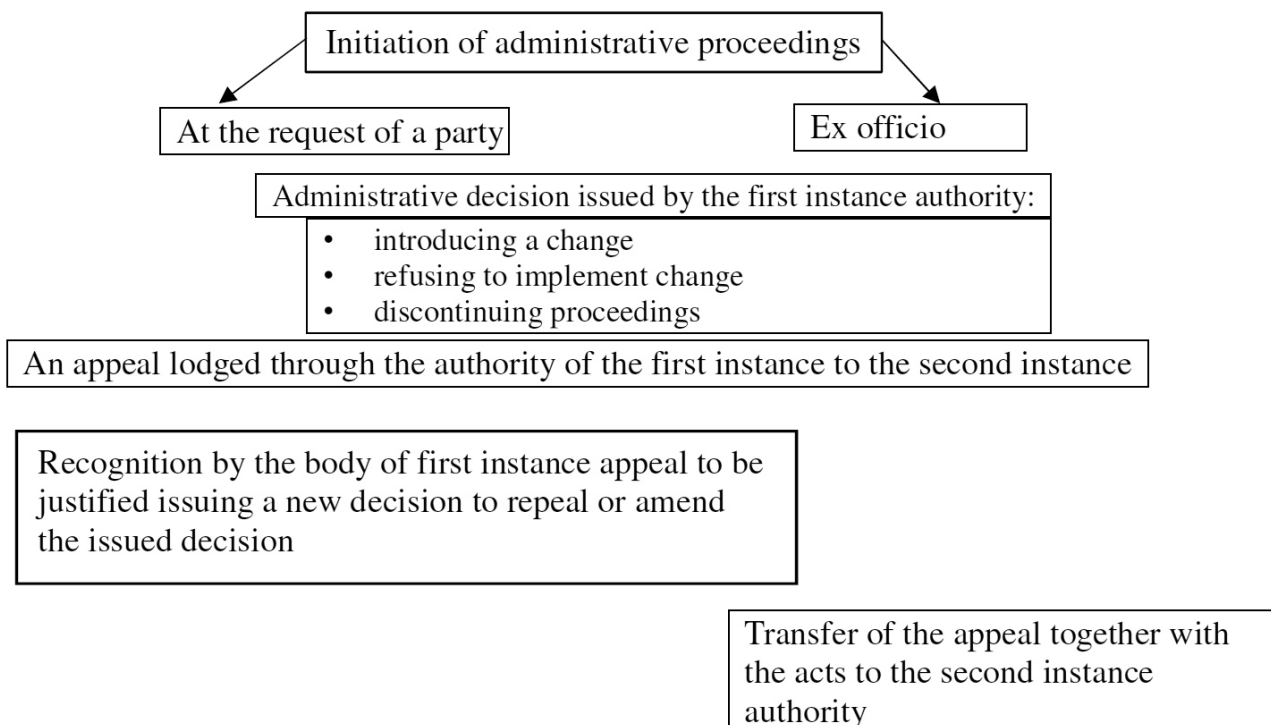 Initiation of administrative proceedings
At the request of a party
Ex officio
Administrative decision issued by the first instance authority:
• introducing a change
• refusing to implement change
• discontinuing proceedings
An appeal lodged through the authority of the first instance to the second instance
Recognition by the body of first instance appeal to be
justified issuing a new decision to repeal or amend
the issued decision
Transfer of the appeal together with
the acts to the second instance
authority